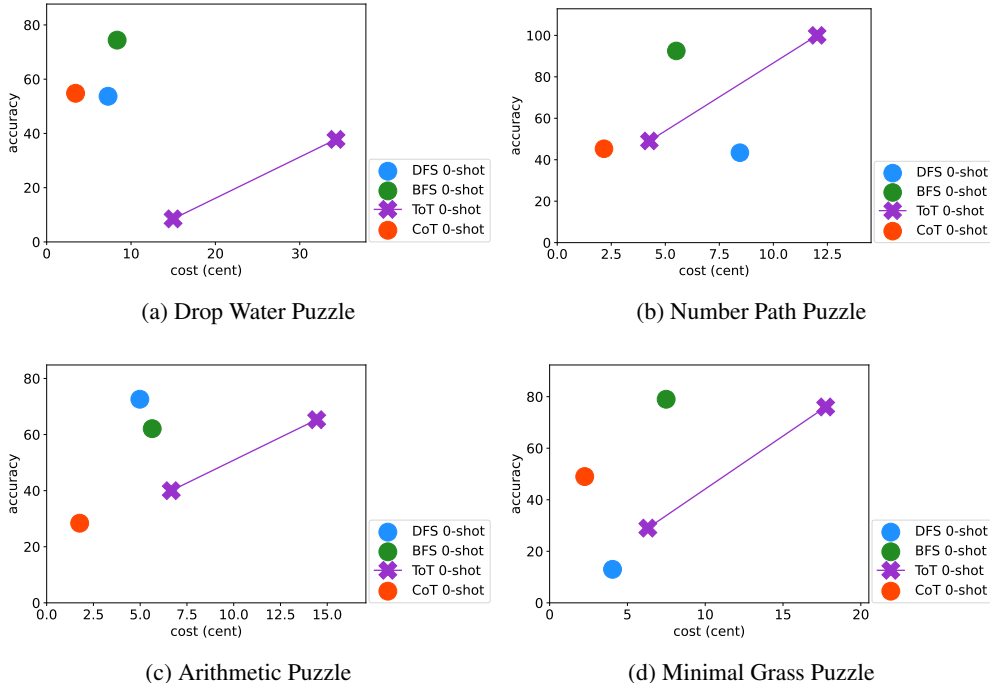 80
60
40
20
0
accuracy
0 10 20 30
cost (cent)
DFS 0-shot
BFS 0-shot
ToT 0-shot
CoT 0-shot
(a) Drop Water Puzzle
100
80
60
40
20
0
accuracy
0.0 2.5 5.0 7.5 10.0 12.5
cost (cent)
DFS 0-shot
BFS 0-shot
ToT 0-shot
CoT 0-shot
(b) Number Path Puzzle
80
60
40
20
0
accuracy
0.0 2.5 5.0 7.5 10.0 12.5 15.0
cost (cent)
DFS 0-shot
BFS 0-shot
ToT 0-shot
CoT 0-shot
(c) Arithmetic Puzzle
80
60
40
20
0
accuracy
0 5 10 15 20
cost (cent)
DFS 0-shot
BFS 0-shot
ToT 0-shot
CoT 0-shot
(d) Minimal Grass Puzzle